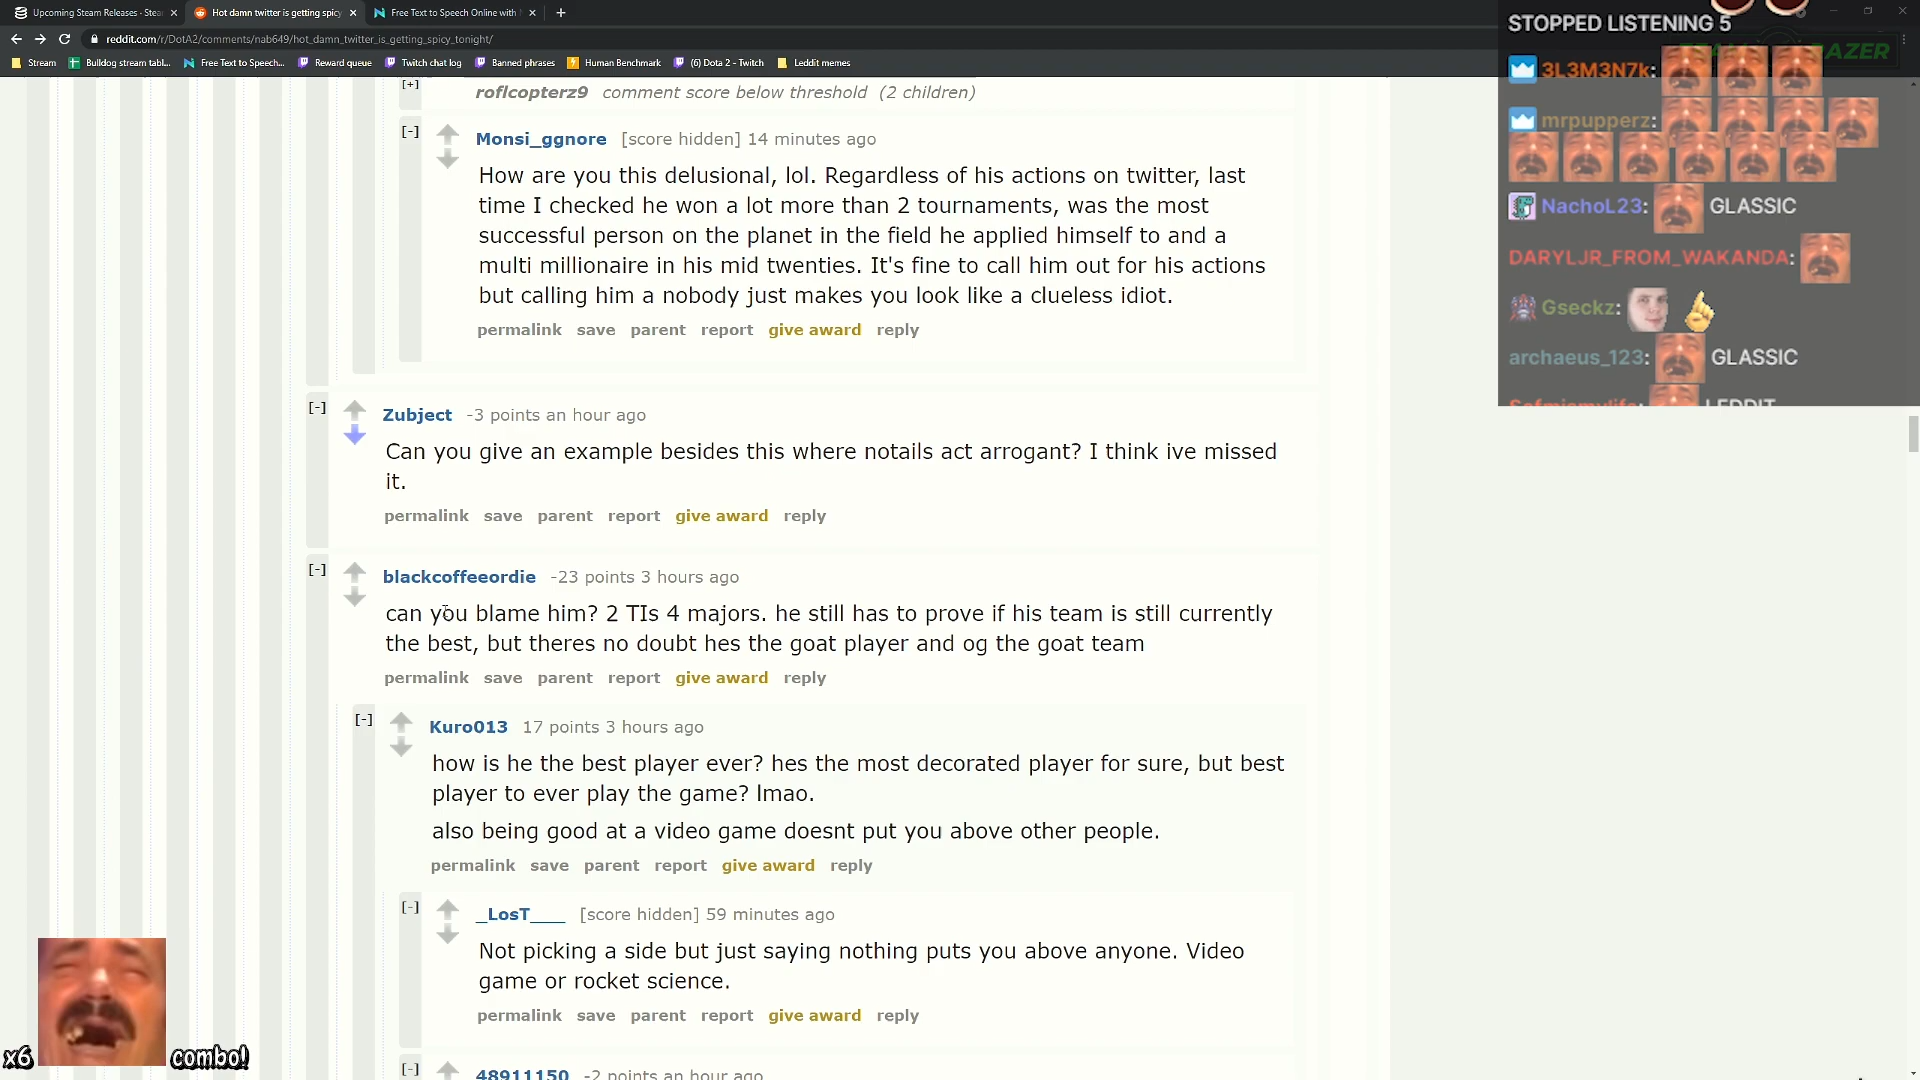 Upcoming Steam Releases - Stea
Hot damn twitter is getting spicy
Free Text to Speech Online with
reddit.com/r/DotA2/comments/nab649/hot_damn_twitter_is_getting_spicy_tonight/
Stream Bulldog stream tabl... Free Text to Speech... Reward queue Twitch chat log Banned phrases Human Benchmark (6) Dota 2 - Twitch Leddit memes
[+] roflcopterz9 comment score below threshold (2 children)
[-] Monsi_ggnore [score hidden] 14 minutes ago
How are you this delusional, lol. Regardless of his actions on twitter, last
time I checked he won a lot more than 2 tournaments, was the most
successful person on the planet in the field he applied himself to and a
multi millionaire in his mid twenties. It's fine to call him out for his actions
but calling him a nobody just makes you look like a clueless idiot.
permalink save parent report give award reply
[-] Zubject -3 points an hour ago
Can you give an example besides this where notails act arrogant? I think ive missed
it.
permalink save parent report give award reply
[-] blackcoffeeordie -23 points 3 hours ago
can you blame him? 2 TIs 4 majors. he still has to prove if his team is still currently
the best, but theres no doubt hes the goat player and og the goat team
permalink save parent report give award reply
[-] Kuro013 17 points 3 hours ago
how is he the best player ever? hes the most decorated player for sure, but best
player to ever play the game? lmao.
also being good at a video game doesnt put you above other people.
permalink save parent report give award reply
[-] _LosT___ [score hidden] 59 minutes ago
Not picking a side but just saying nothing puts you above anyone. Video
game or rocket science.
permalink save parent report give award reply
[-] 48911150 -2 points an hour ago
STOPPED LISTENING 5
AZER
3L3M3N7k:
mrpupperz:
NachoL23: GLASSIC
DARYLJR_FROM_WAKANDA:
Gseckz:
archaeus_123: GLASSIC
LEDDIT
x6 combo!